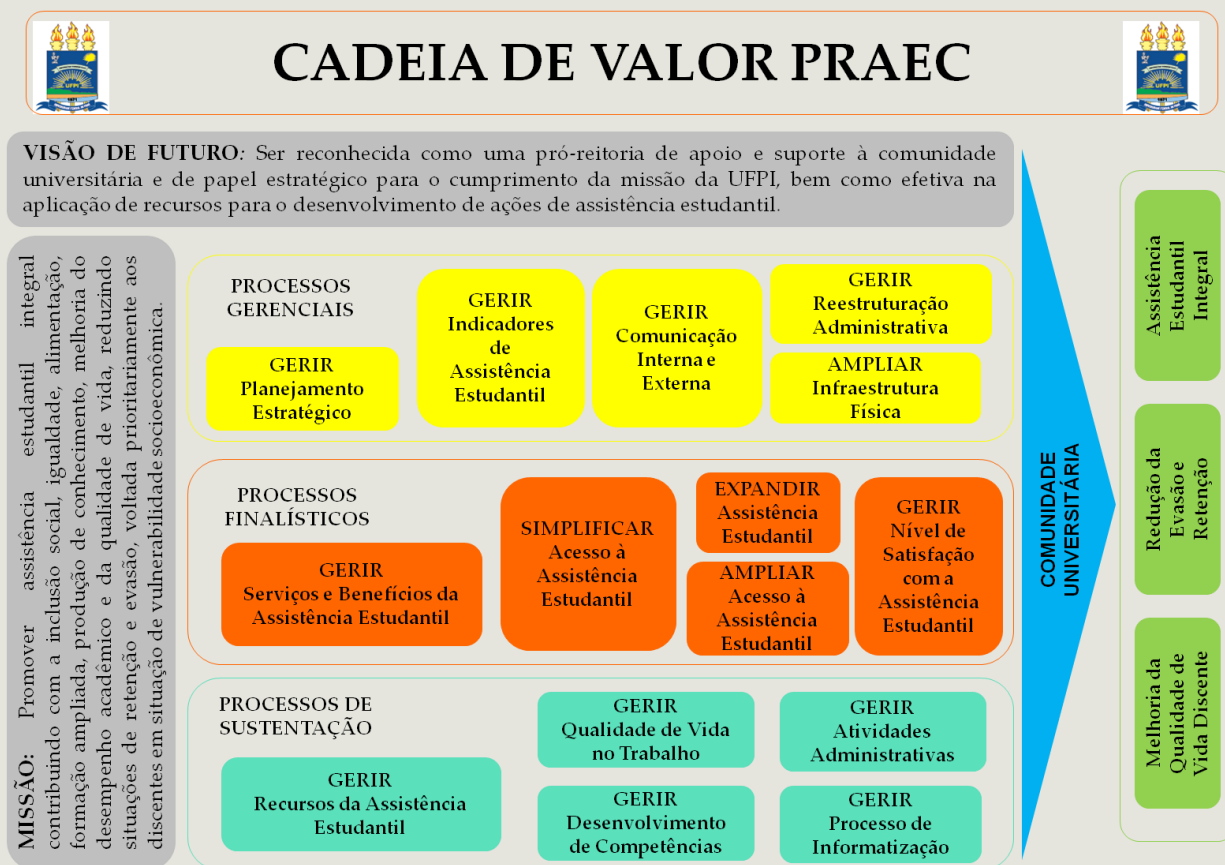 CADEIA DE VALOR PRAEC
UFPI
UFPI
VISÃO DE FUTURO: Ser reconhecida como uma pró-reitoria de apoio e suporte à comunidade
universitária e de papel estratégico para o cumprimento da missão da UFPI, bem como efetiva na
aplicação de recursos para o desenvolvimento de ações de assistência estudantil.
MISSÃO: Promover assistência estudantil integral
contribuindo com a inclusão social, igualdade, alimentação,
formação ampliada, produção de conhecimento, melhoria do
desempenho acadêmico e da qualidade de vida, reduzindo
situações de retenção e evasão, voltada prioritariamente aos
discentes em situação de vulnerabilidade socioeconômica.
PROCESSOS
GERENCIAIS
GERIR
Planejamento
Estratégico
GERIR
Indicadores
de
Assistência
Estudantil
GERIR
Comunicação
Interna e
Externa
GERIR
Reestruturação
Administrativa
AMPLIAR
Infraestrutura
Física
PROCESSOS
FINALÍSTICOS
GERIR
Serviços e Benefícios da
Assistência Estudantil
SIMPLIFICAR
Acesso à
Assistência
Estudantil
EXPANDIR
Assistência
Estudantil
AMPLIAR
Acesso à
Assistência
Estudantil
GERIR
Nível de
Satisfação
com a
Assistência
Estudantil
PROCESSOS DE
SUSTENTAÇÃO
GERIR
Recursos da Assistência
Estudantil
GERIR
Qualidade de Vida
no Trabalho
GERIR
Atividades
Administrativas
GERIR
Desenvolvimento
de Competências
GERIR
Processo de
Informatização
COMUNIDADE
UNIVERSITÁRIA
Assistência
Estudantil
Integral
Redução da
Evasão e
Retenção
Melhoria da
Qualidade de
Vida Discente